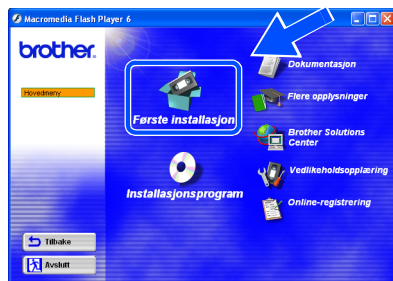 Macromedia Flash Player 6
brother.
Hovedmeny
Første installasjon
Installasjonsprogram
Dokumentasjon
Flere opplysninger
Brother Solutions
Center
Vedlikeholdsopplæring
Online-registrering
Tilbake
Avslutt